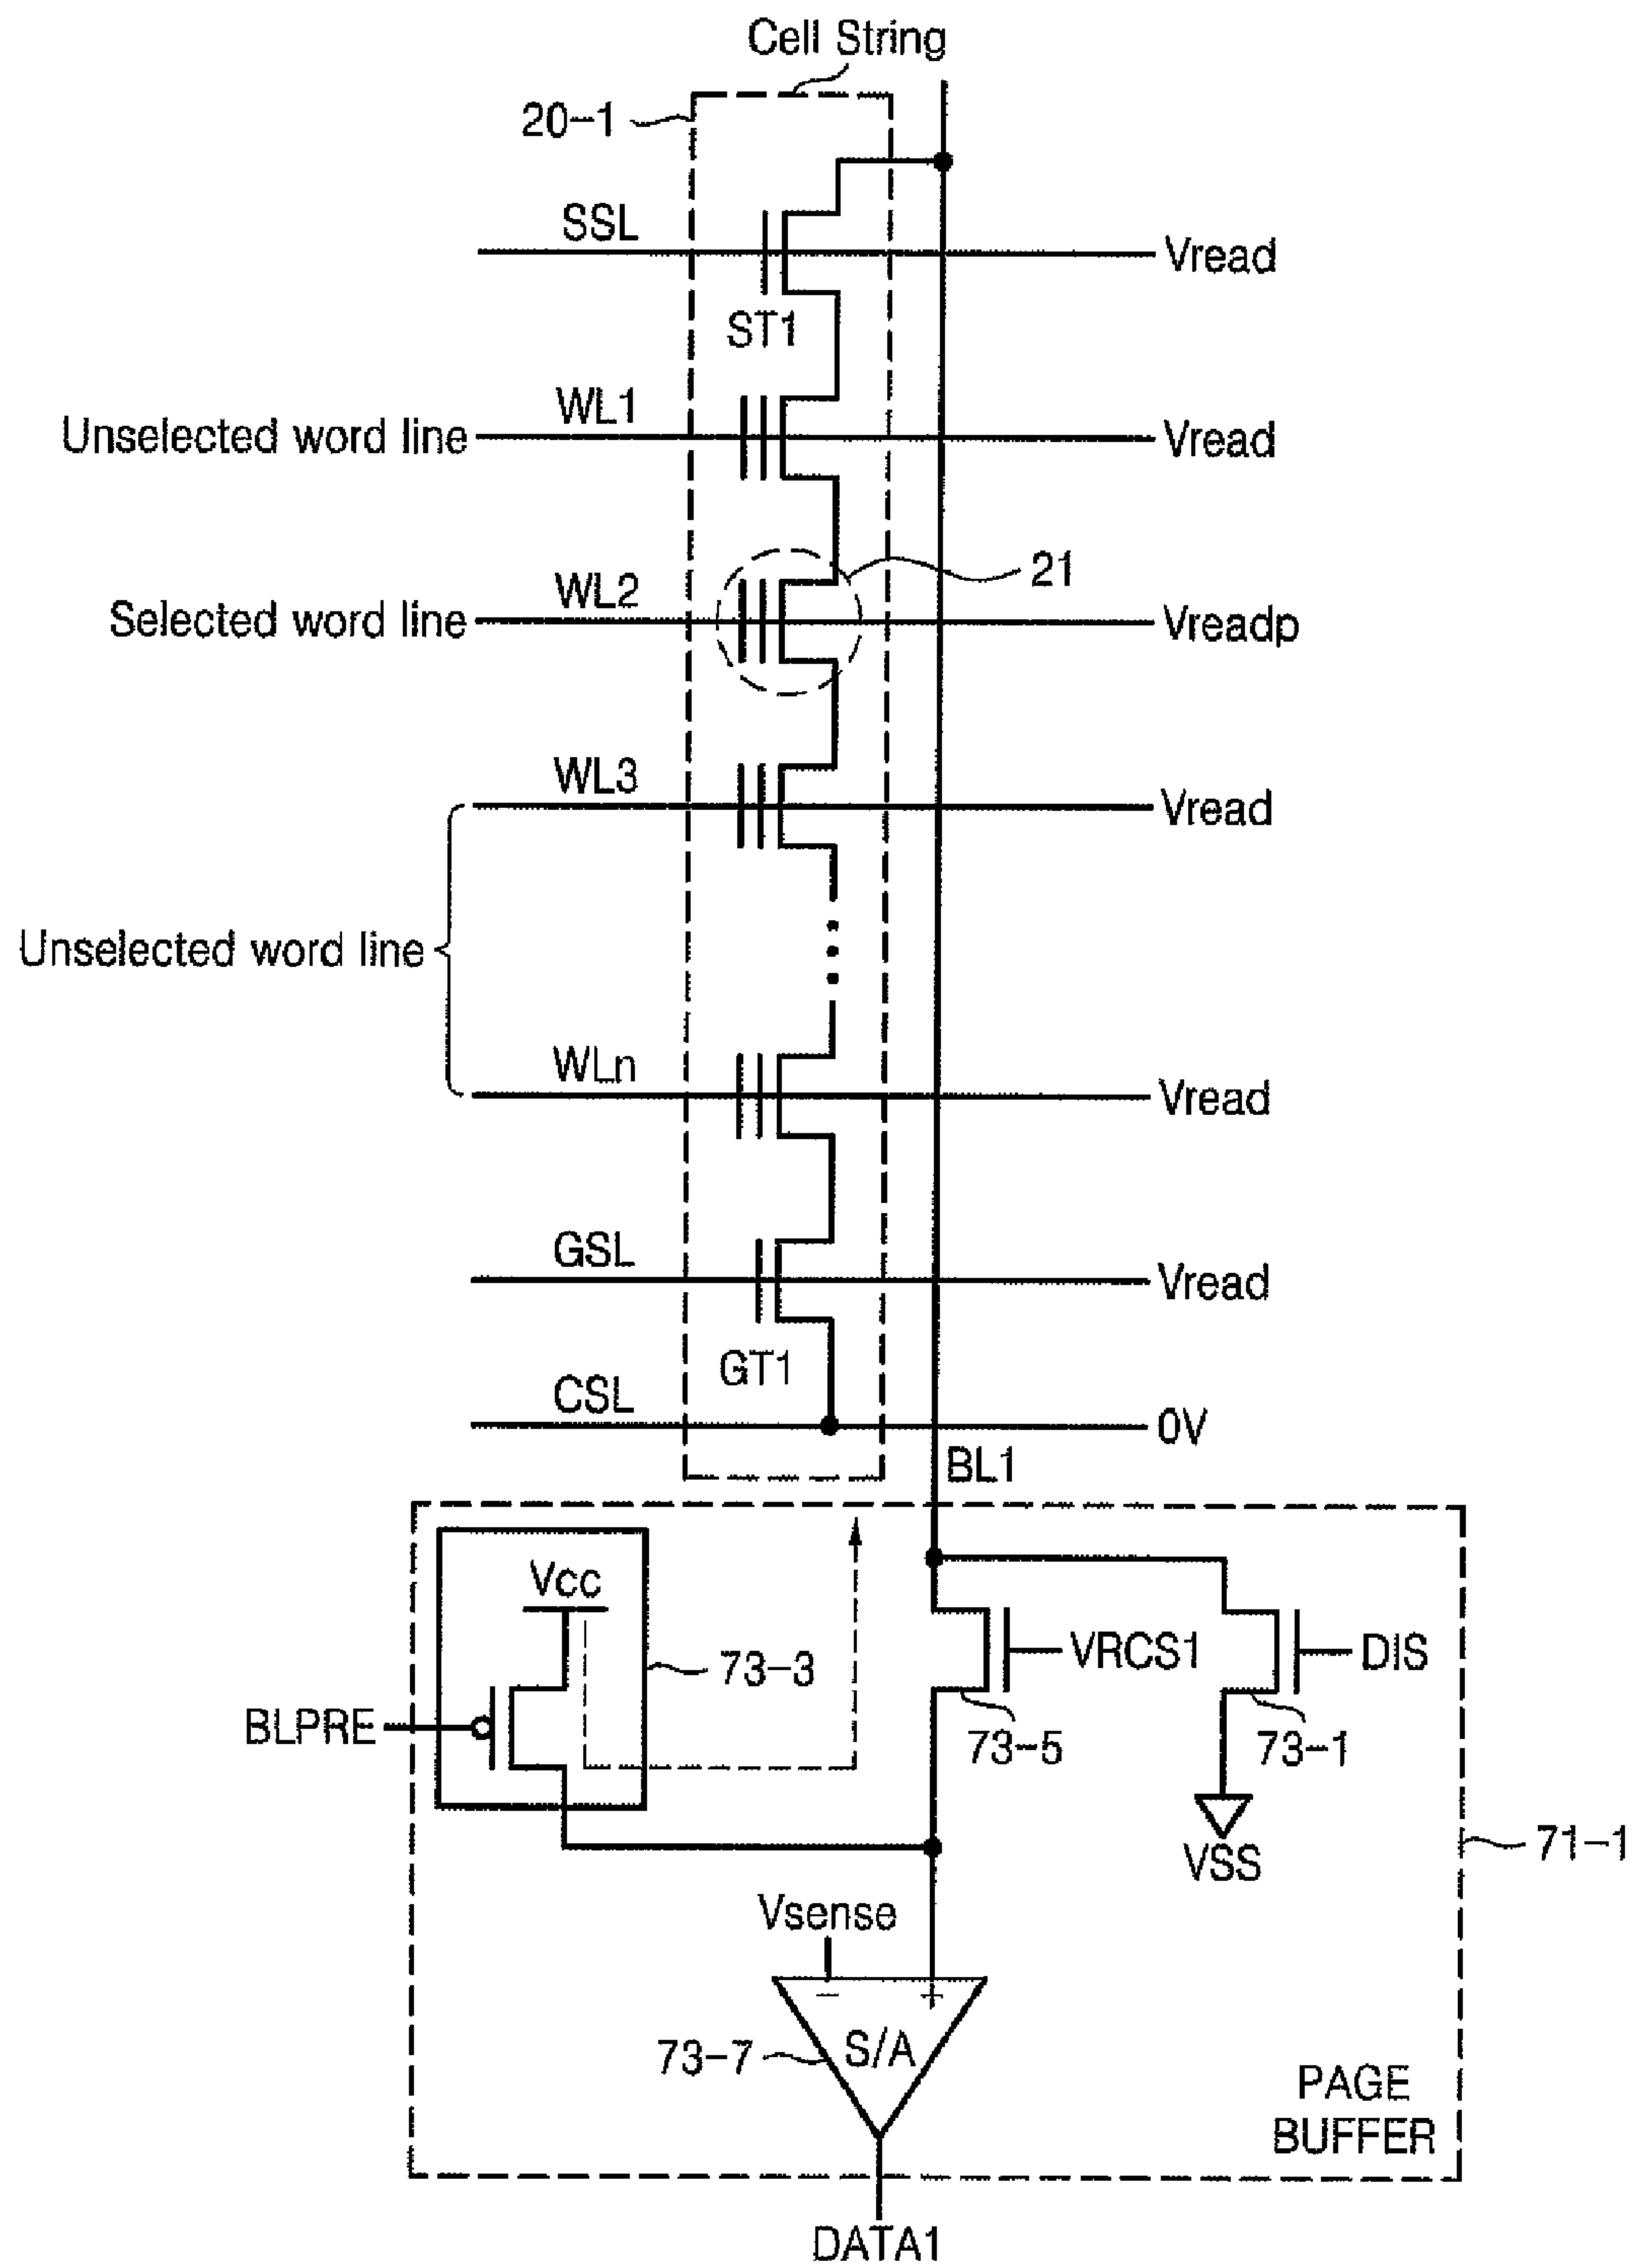 Cell String
20-1
SSL
Vread
ST1
WL1
Unselected word line
Vread
21
WL2
Selected word line
Vreadp
WL3
Vread
Unselected word line
WLn
Vread
GSL
Vread
GT1
CSL
0V
BL1
Vcc
73-3
VRCS1
DIS
BLPRE
73-5
73-1
VSS
71-1
Vsense
- +
S/A
73-7
PAGE
BUFFER
DATA1